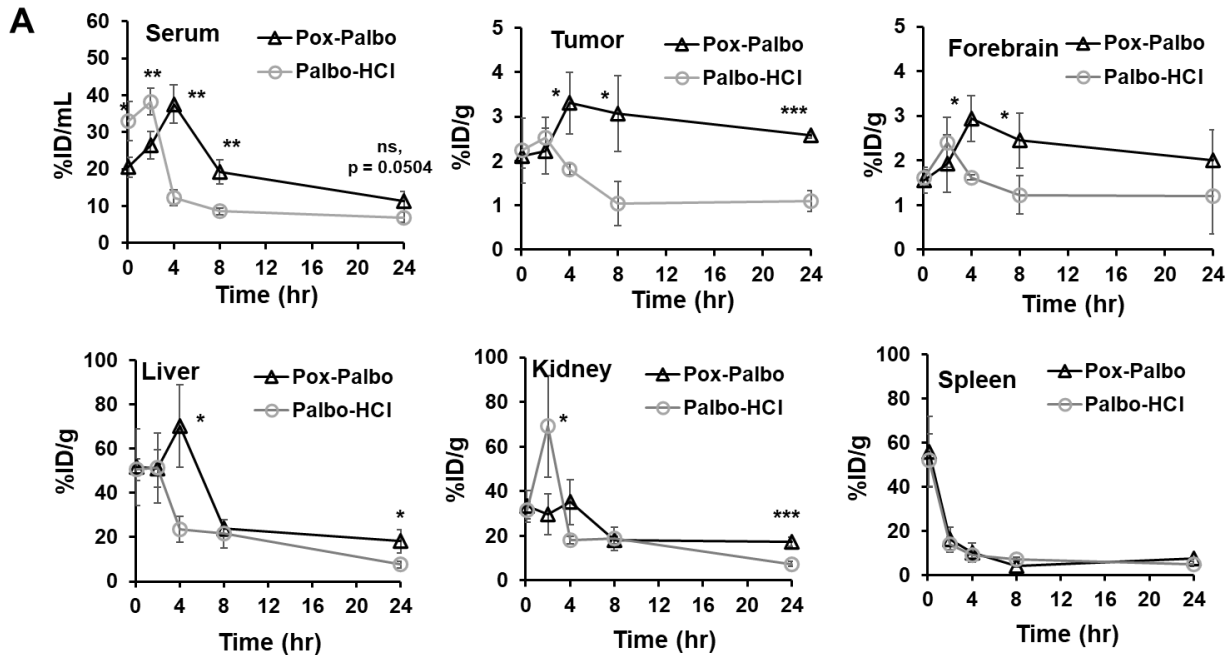 A
Serum
Pox-Palbo
Palbo-HCl
%ID/mL
60
50
40
30
20
10
0
*
**
**
**
ns,
p = 0.0504
0 4 8 12 16 20 24
Time (hr)
Tumor
Pox-Palbo
Palbo-HCl
%ID/g
5
4
3
2
1
0
*
*
***
0 4 8 12 16 20 24
Time (hr)
Forebrain
Pox-Palbo
Palbo-HCl
%ID/g
5
4
3
2
1
0
*
*
0 4 8 12 16 20 24
Time (hr)
Liver
Pox-Palbo
Palbo-HCl
%ID/g
100
80
60
40
20
0
*
*
0 4 8 12 16 20 24
Time (hr)
Kidney
Pox-Palbo
Palbo-HCl
%ID/g
100
80
60
40
20
0
*
***
0 4 8 12 16 20 24
Time (hr)
Spleen
Pox-Palbo
Palbo-HCl
%ID/g
100
80
60
40
20
0
0 4 8 12 16 20 24
Time (hr)